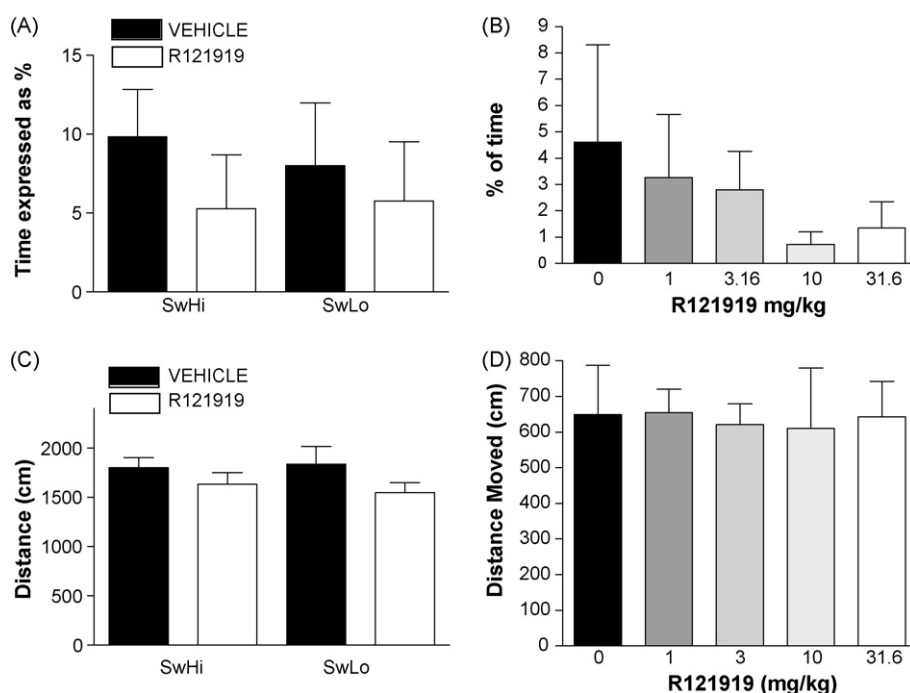 (A)
VEHICLE
R121919
Time expressed as %
15
10
5
0
SwHi SwLo
(B)
% of time
9
8
7
6
5
4
3
2
1
0
0 1 3.16 10 31.6
R121919 mg/kg
(C)
VEHICLE
R121919
Distance (cm)
2000
1500
1000
500
0
SwHi SwLo
(D)
Distance Moved (cm)
800
700
600
500
400
300
200
100
0
0 1 3 10 31.6
R121919 (mg/kg)